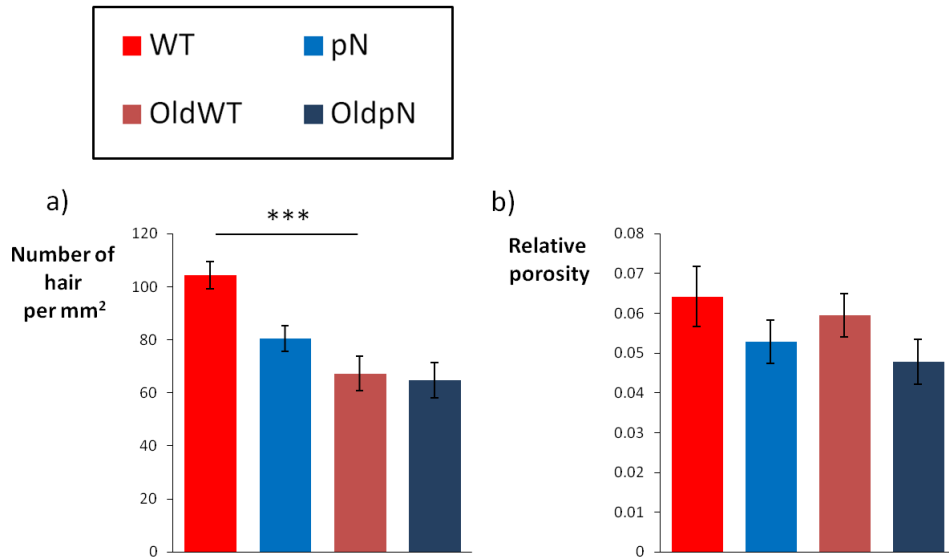 WT pN
OldWT OldpN
a)
***
Number of
hair
per mm²
120
100
80
60
40
20
0
b)
Relative
porosity
0.08
0.07
0.06
0.05
0.04
0.03
0.02
0.01
0